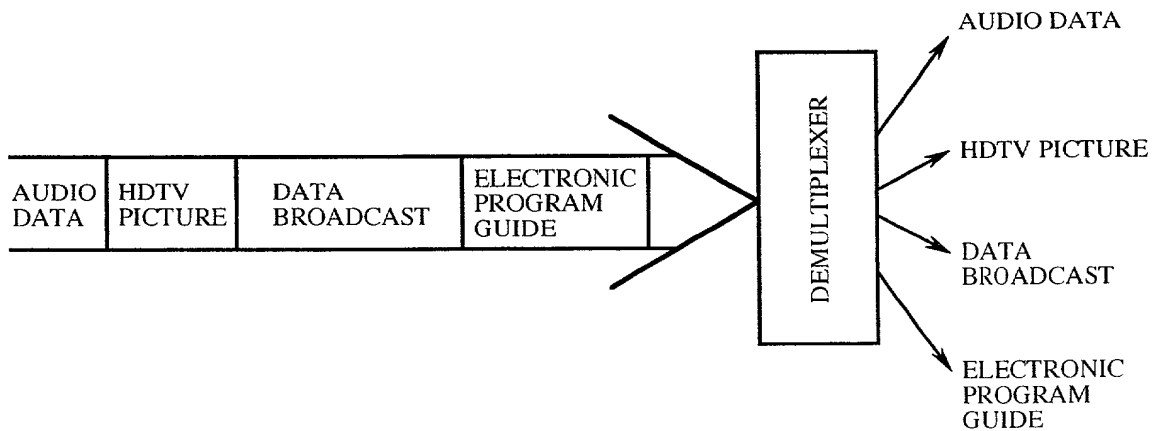 AUDIO DATA
HDTV PICTURE
DATA
BROADCAST
ELECTRONIC
PROGRAM
GUIDE
DEMULTIPLEXER
AUDIO
DATA
HDTV
PICTURE
DATA
BROADCAST
ELECTRONIC
PROGRAM
GUIDE